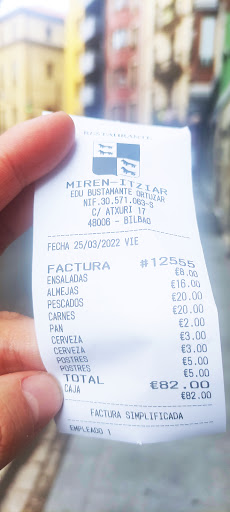 RESTAURANTE
MIREN-ITZIAR
EDU BUSTAMANTE ORTUZAR
NIF.30.571.063-S
C/ ATXURI 17
48006 - BILBAO
FECHA 25/03/2022 VIE
FACTURA #12555
ENSALADAS €8.00
ALMEJAS €16.00
PESCADOS €20.00
CARNES €20.00
PAN €2.00
CERVEZA €3.00
CERVEZA €3.00
POSTRES €5.00
POSTRES €5.00
TOTAL €82.00
CAJA €82.00
FACTURA SIMPLIFICADA
EMPLEADO 1